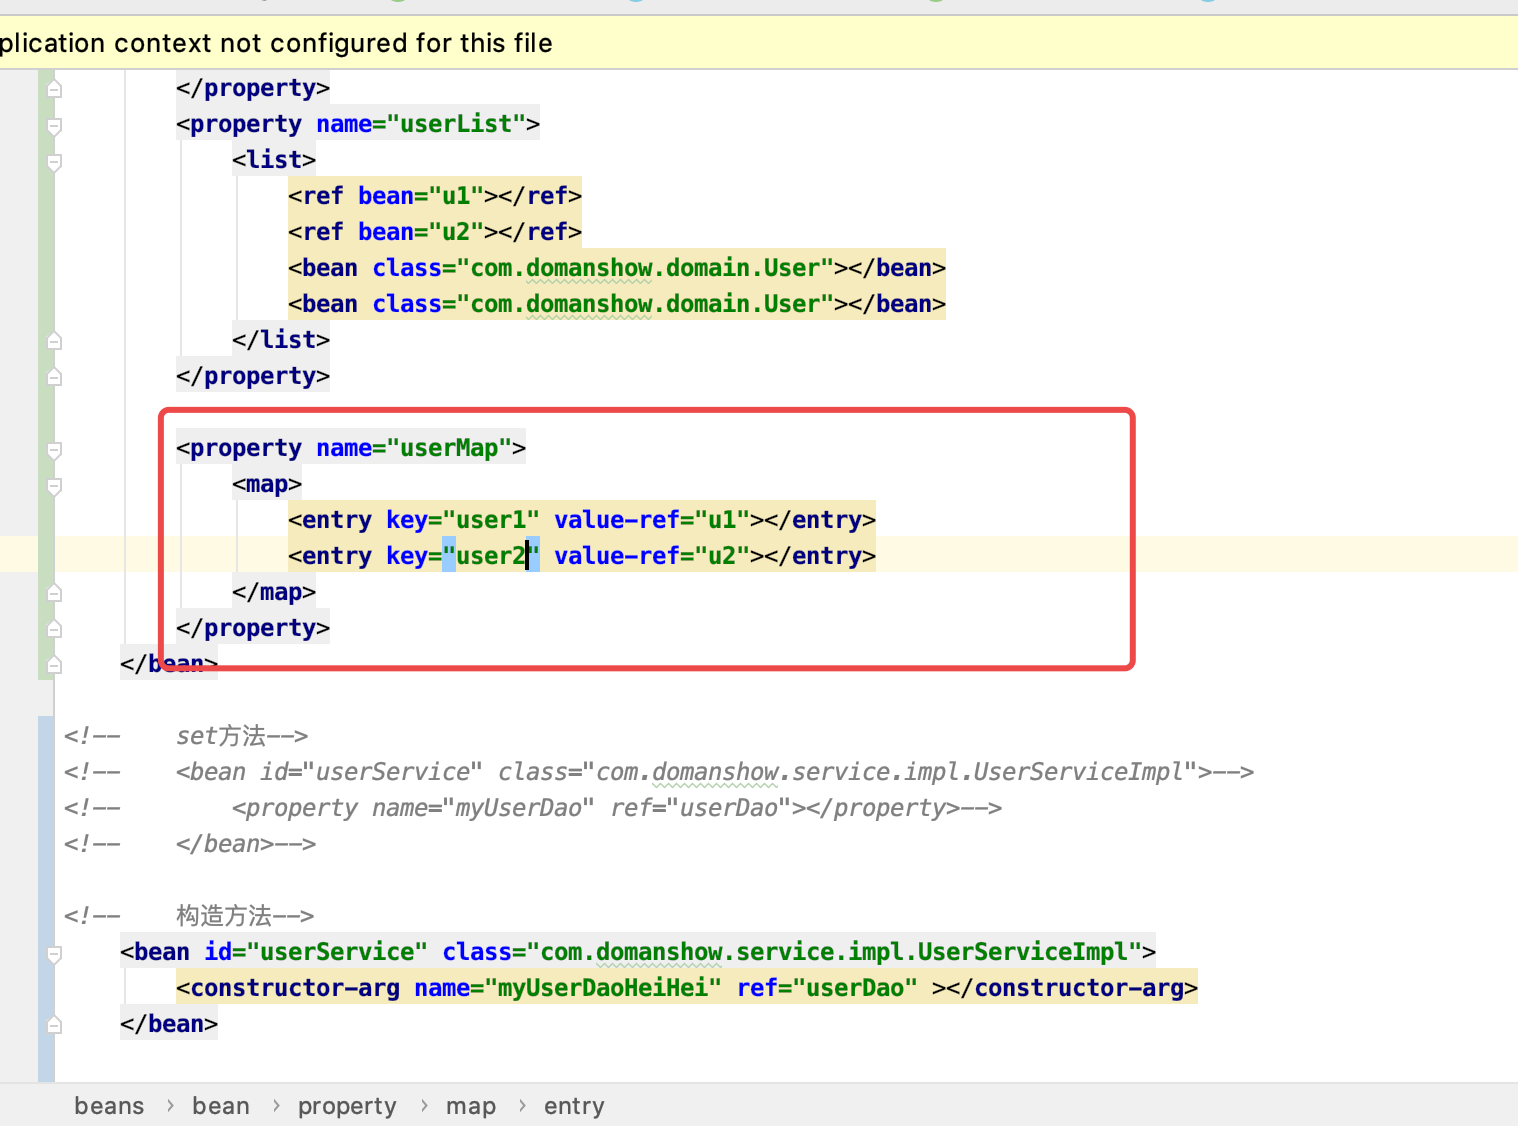 plication context not configured for this file
</property>
<property name="userList">
<list>
<ref bean="u1"></ref>
<ref bean="u2"></ref>
<bean class="com.domanshow.domain.User"></bean>
<bean class="com.domanshow.domain.User"></bean>
</list>
</property>
<property name="userMap">
<map>
<entry key="user1" value-ref="u1"></entry>
<entry key="user2" value-ref="u2"></entry>
</map>
</property>
</bean>
<!-- set方法-->
<!-- <bean id="userService" class="com.domanshow.service.impl.UserServiceImpl">-->
<!-- <property name="myUserDao" ref="userDao"></property>-->
<!-- </bean>-->
<!-- 构造方法-->
<bean id="userService" class="com.domanshow.service.impl.UserServiceImpl">
<constructor-arg name="myUserDaoHeiHei" ref="userDao" ></constructor-arg>
</bean>
beans › bean › property › map › entry